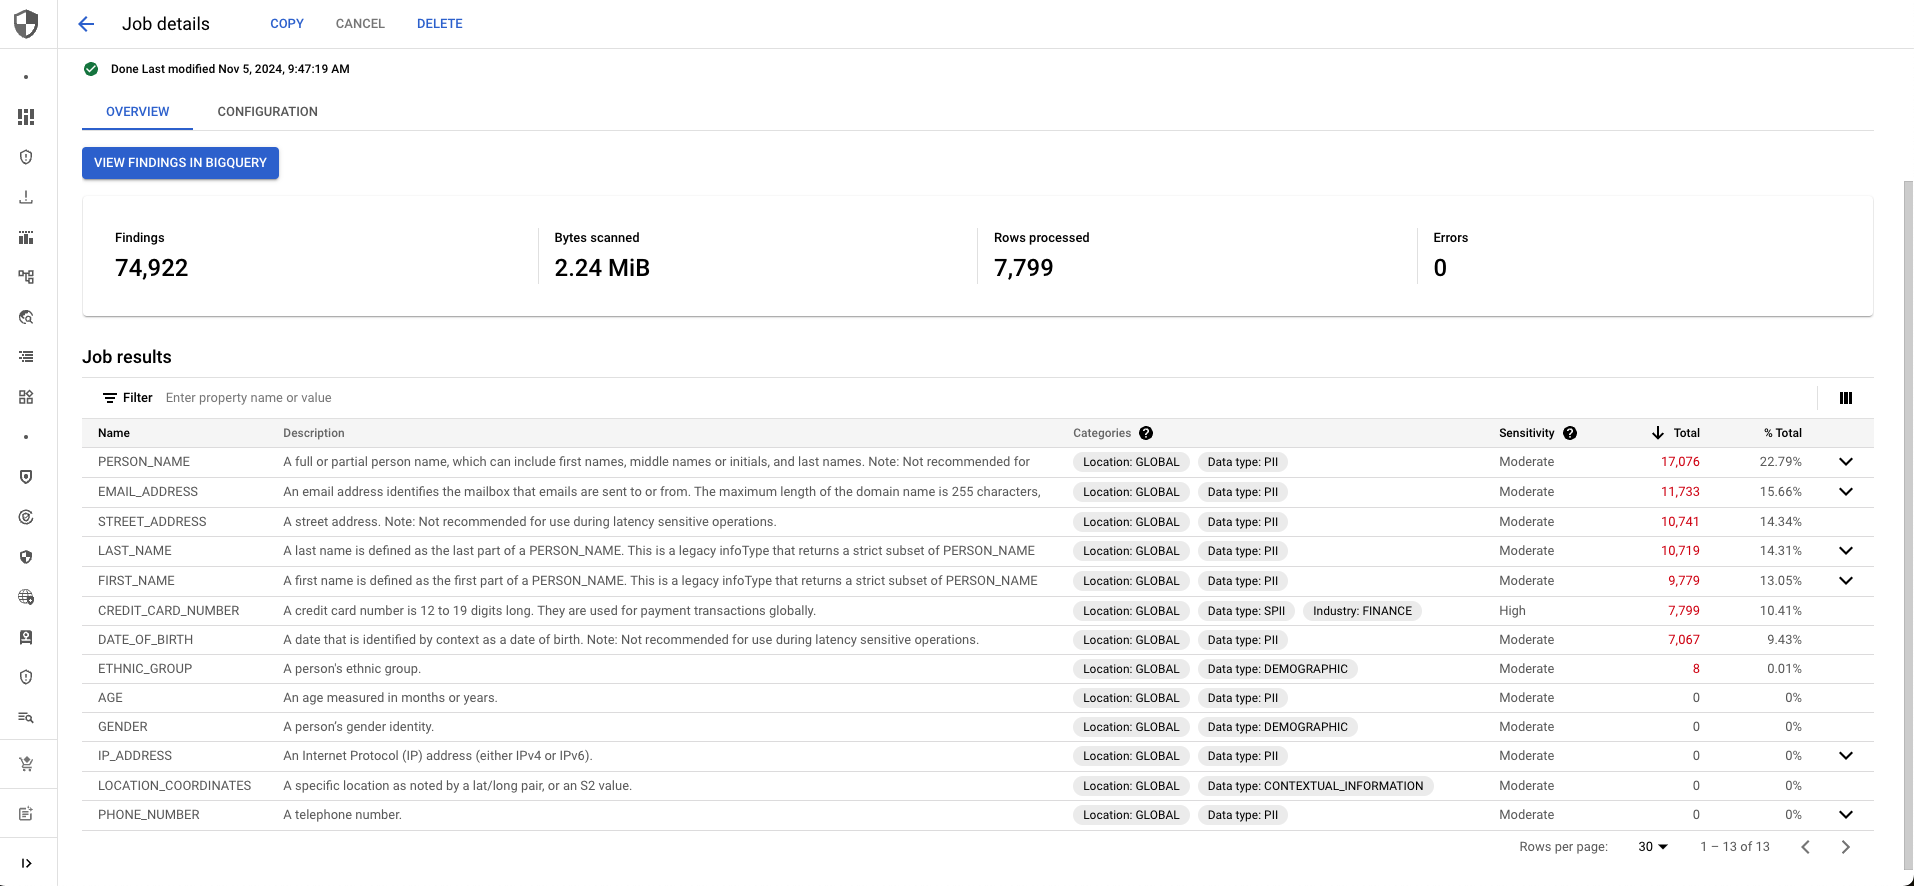 Job details COPY CANCEL DELETE
Done Last modified Nov 5, 2024, 9:47:19 AM
OVERVIEW CONFIGURATION
VIEW FINDINGS IN BIGQUERY
Findings Bytes scanned Rows processed Errors
74,922 2.24 MiB 7,799 0
Job results
Filter Enter property name or value
Name Description Categories ? Sensitivity ? Total % Total
PERSON_NAME A full or partial person name, which can include first names, middle names or initials, and last names. Note: Not recommended for Location: GLOBAL Data type: PII Moderate 17,076 22.79%
EMAIL_ADDRESS An email address identifies the mailbox that emails are sent to or from. The maximum length of the domain name is 255 characters, Location: GLOBAL Data type: PII Moderate 11,733 15.66%
STREET_ADDRESS A street address. Note: Not recommended for use during latency sensitive operations. Location: GLOBAL Data type: PII Moderate 10,741 14.34%
LAST_NAME A last name is defined as the last part of a PERSON_NAME. This is a legacy infoType that returns a strict subset of PERSON_NAME Location: GLOBAL Data type: PII Moderate 10,719 14.31%
FIRST_NAME A first name is defined as the first part of a PERSON_NAME. This is a legacy infoType that returns a strict subset of PERSON_NAME Location: GLOBAL Data type: PII Moderate 9,779 13.05%
CREDIT_CARD_NUMBER A credit card number is 12 to 19 digits long. They are used for payment transactions globally. Location: GLOBAL Data type: SPII Industry: FINANCE High 7,799 10.41%
DATE_OF_BIRTH A date that is identified by context as a date of birth. Note: Not recommended for use during latency sensitive operations. Location: GLOBAL Data type: PII Moderate 7,067 9.43%
ETHNIC_GROUP A person's ethnic group. Location: GLOBAL Data type: DEMOGRAPHIC Moderate 8 0.01%
AGE An age measured in months or years. Location: GLOBAL Data type: PII Moderate 0 0%
GENDER A person's gender identity. Location: GLOBAL Data type: DEMOGRAPHIC Moderate 0 0%
IP_ADDRESS An Internet Protocol (IP) address (either IPv4 or IPv6). Location: GLOBAL Data type: PII Moderate 0 0%
LOCATION_COORDINATES A specific location as noted by a lat/long pair, or an S2 value. Location: GLOBAL Data type: CONTEXTUAL_INFORMATION Moderate 0 0%
PHONE_NUMBER A telephone number. Location: GLOBAL Data type: PII Moderate 0 0%
Rows per page: 30 1 – 13 of 13